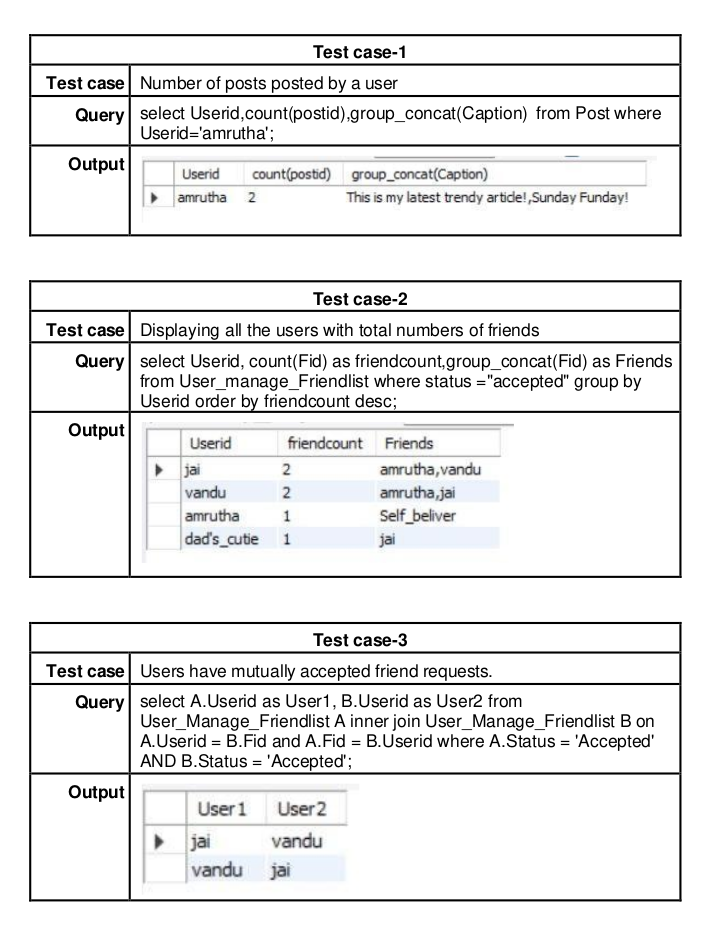 Test case-1
Test case Number of posts posted by a user
Query select Userid,count(postid),group_concat(Caption) from Post where
Userid='amrutha';
Output
Userid count(postid) group_concat(Caption)
amrutha 2 This is my latest trendy article!,Sunday Funday!
Test case-2
Test case Displaying all the users with total numbers of friends
Query select Userid, count(Fid) as friendcount,group_concat(Fid) as Friends
from User_manage_Friendlist where status ="accepted" group by
Userid order by friendcount desc;
Output
Userid friendcount Friends
jai 2 amrutha,vandu
vandu 2 amrutha,jai
amrutha 1 Self_beliver
dad's_cutie 1 jai
Test case-3
Test case Users have mutually accepted friend requests.
Query select A.Userid as User1, B.Userid as User2 from
User_Manage_Friendlist A inner join User_Manage_Friendlist B on
A.Userid = B.Fid and A.Fid = B.Userid where A.Status = 'Accepted'
AND B.Status = 'Accepted';
Output
User1 User2
jai vandu
vandu jai